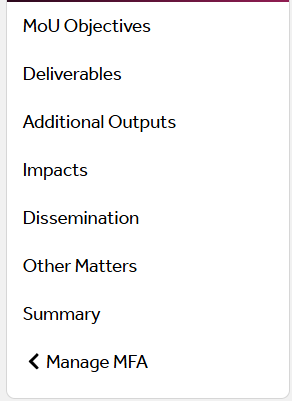 MoU Objectives
Deliverables
Additional Outputs
Impacts
Dissemination
Other Matters
Summary
Manage MFA